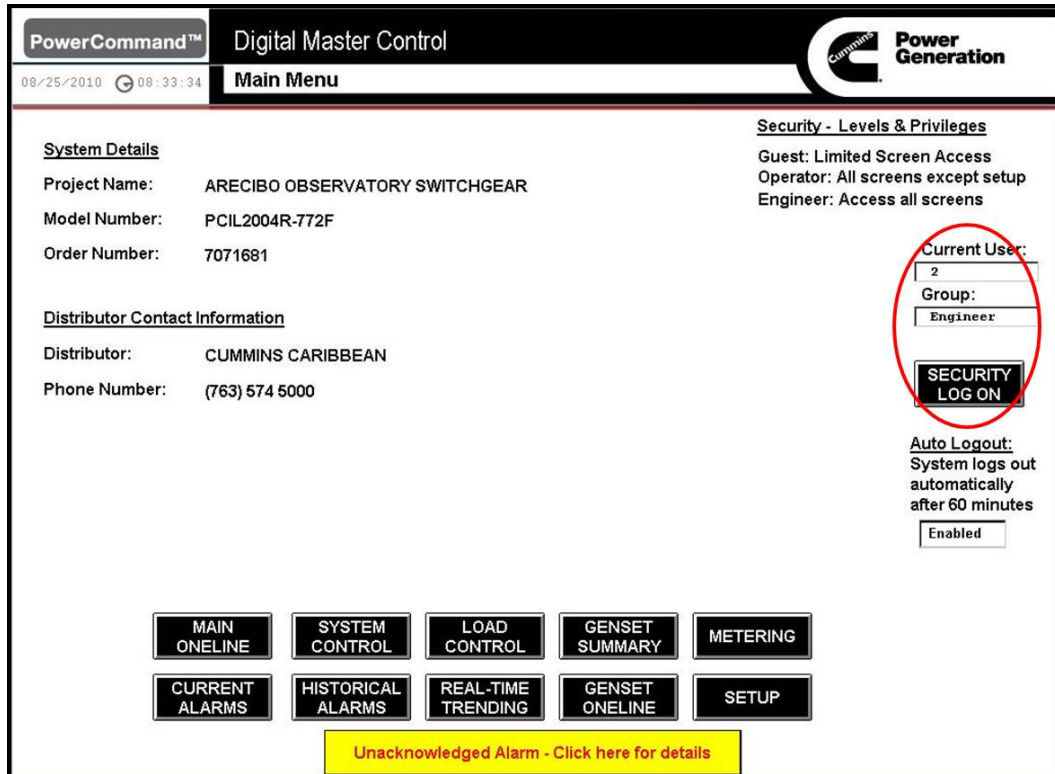 PowerCommand™
Digital Master Control
Cummins
Power
Generation
08/25/2010 08:33:34
Main Menu
Security - Levels & Privileges
Guest: Limited Screen Access
Operator: All screens except setup
Engineer: Access all screens
System Details
Project Name: ARECIBO OBSERVATORY SWITCHGEAR
Model Number: PCIL2004R-772F
Order Number: 7071681
Current User:
2
Group:
Engineer
SECURITY
LOG ON
Distributor Contact Information
Distributor: CUMMINS CARIBBEAN
Phone Number: (763) 574 5000
Auto Logout:
System logs out
automatically
after 60 minutes
Enabled
MAIN
ONELINE
SYSTEM
CONTROL
LOAD
CONTROL
GENSET
SUMMARY
METERING
CURRENT
ALARMS
HISTORICAL
ALARMS
REAL-TIME
TRENDING
GENSET
ONELINE
SETUP
Unacknowledged Alarm - Click here for details